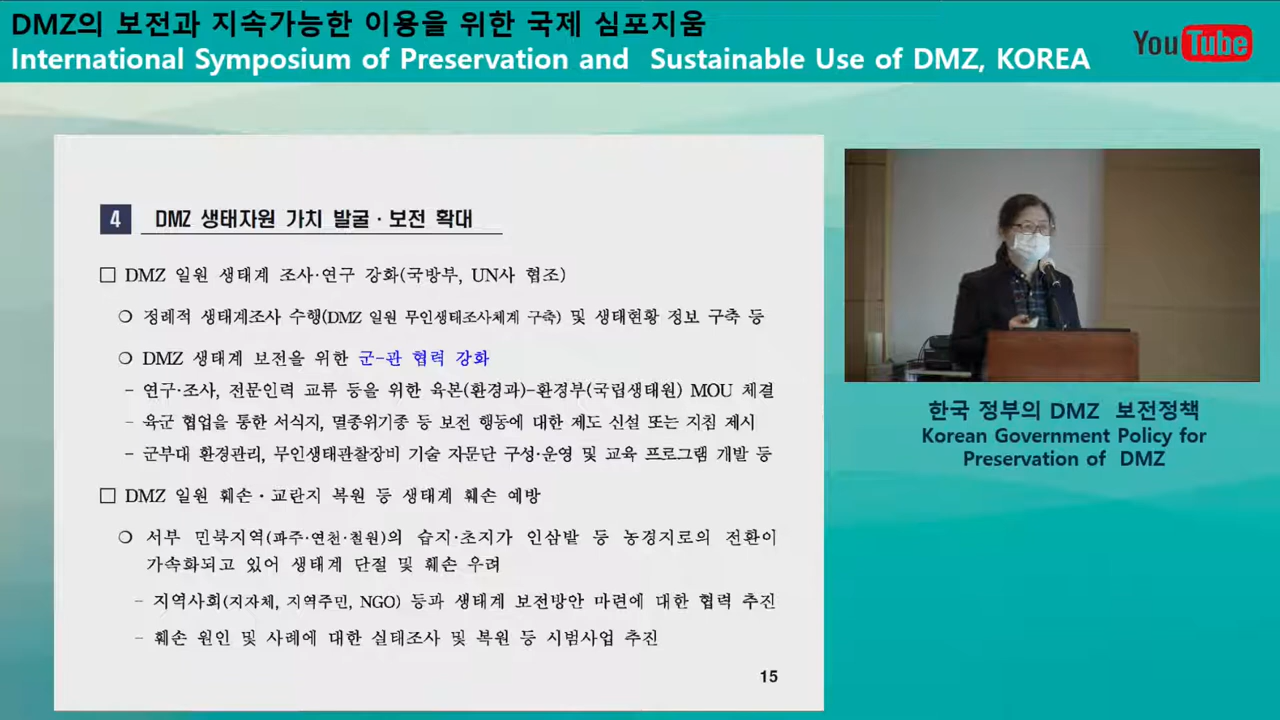 DMZ의 보전과 지속가능한 이용을 위한 국제 심포지움
International Symposium of Preservation and Sustainable Use of DMZ, KOREA
YouTube
4 DMZ 생태자원 가치 발굴·보전 확대
□ DMZ 일원 생태계 조사·연구 강화(국방부, UN사 협조)
❍ 정례적 생태계조사 수행(DMZ 일원 무인생태조사체계 구축) 및 생태현황 정보 구축 등
❍ DMZ 생태계 보전을 위한 군-관 협력 강화
- 연구·조사, 전문인력 교류 등을 위한 육본(환경과)-환경부(국립생태원) MOU 체결
- 육군 협업을 통한 서식지, 멸종위기종 등 보전 행동에 대한 제도 신설 또는 지침 제시
- 군부대 환경관리, 무인생태관찰장비 기술 자문단 구성·운영 및 교육 프로그램 개발 등
□ DMZ 일원 훼손·교란지 복원 등 생태계 훼손 예방
❍ 서부 민북지역(파주·연천·철원)의 습지·초지가 인삼밭 등 농경지로의 전환이
가속화되고 있어 생태계 단절 및 훼손 우려
- 지역사회(지자체, 지역주민, NGO) 등과 생태계 보전방안 마련에 대한 협력 추진
- 훼손 원인 및 사례에 대한 실태조사 및 복원 등 시범사업 추진
15
한국 정부의 DMZ 보전정책
Korean Government Policy for
Preservation of DMZ